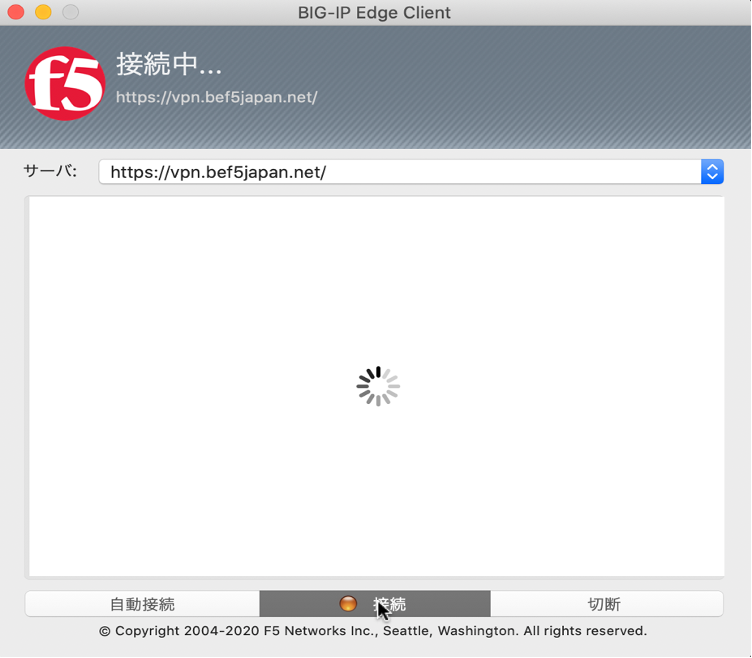 BIG-IP Edge Client
f5
接続中...
https://vpn.bef5japan.net/
サーバ: https://vpn.bef5japan.net/
自動接続 接続 切断
© Copyright 2004-2020 F5 Networks Inc., Seattle, Washington. All rights reserved.